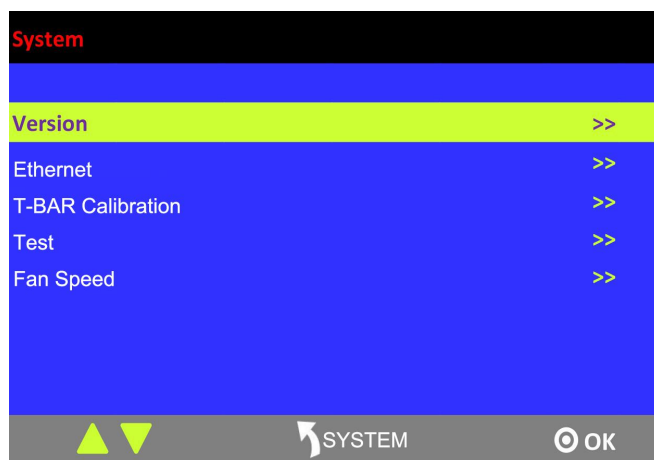 System
Version >>
Ethernet >>
T-BAR Calibration >>
Test >>
Fan Speed >>
SYSTEM OK